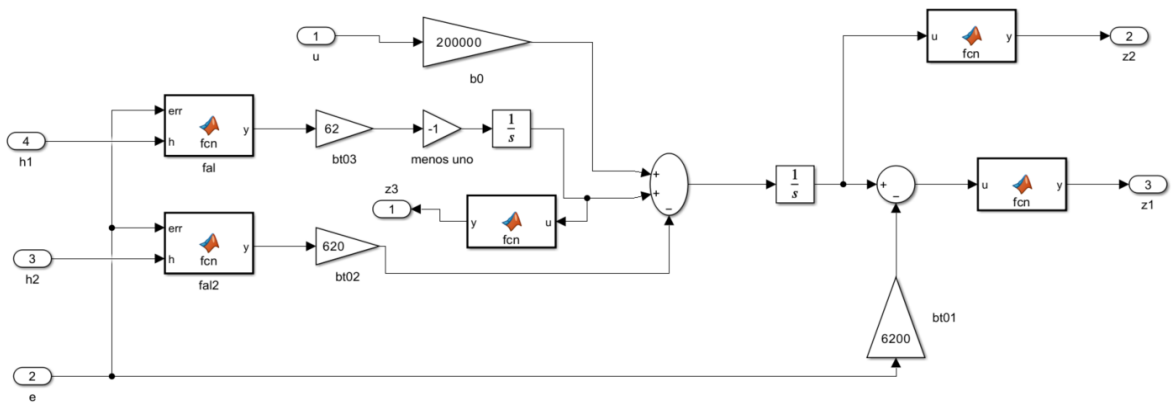 1
u
200000
b0
u
fcn
y
2
z2
4
h1
err
h
fcn
y
fal
62
bt03
-1
menos uno
1
s
z3
1
y
fcn
u
+
+
−
1
s
+
−
u
fcn
y
3
z1
3
h2
err
h
fcn
y
fal2
620
bt02
6200
bt01
2
e